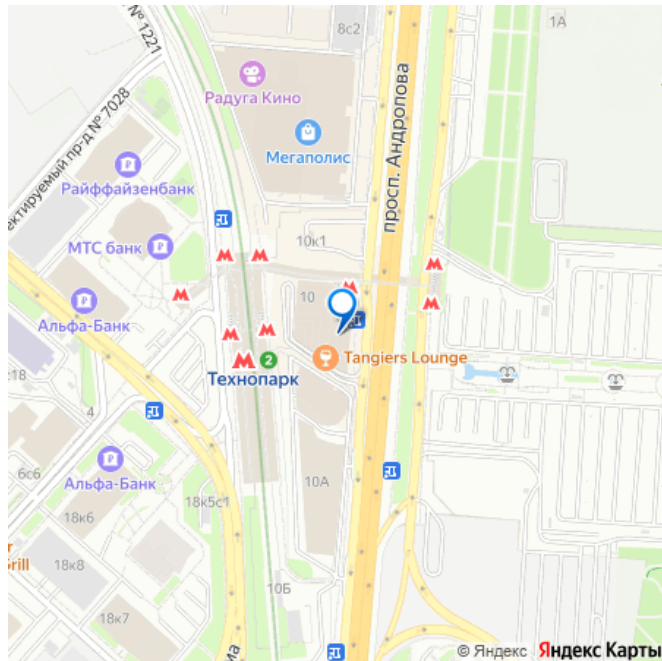 8с2
1А
№ 1221
Радуга Кино
просп. Андропова
Мегаполис
ектируемый пр-д № 7028
Райффайзенбанк
МТС банк
10к1
10
Альфа-Банк
Tangiers Lounge
2
Технопарк
с18
4
6с6
Альфа-Банк
10А
18к5с1
18к6
r
Grill
18к8
10Б
18к7
ма
© Яндекс Яндекс Карты